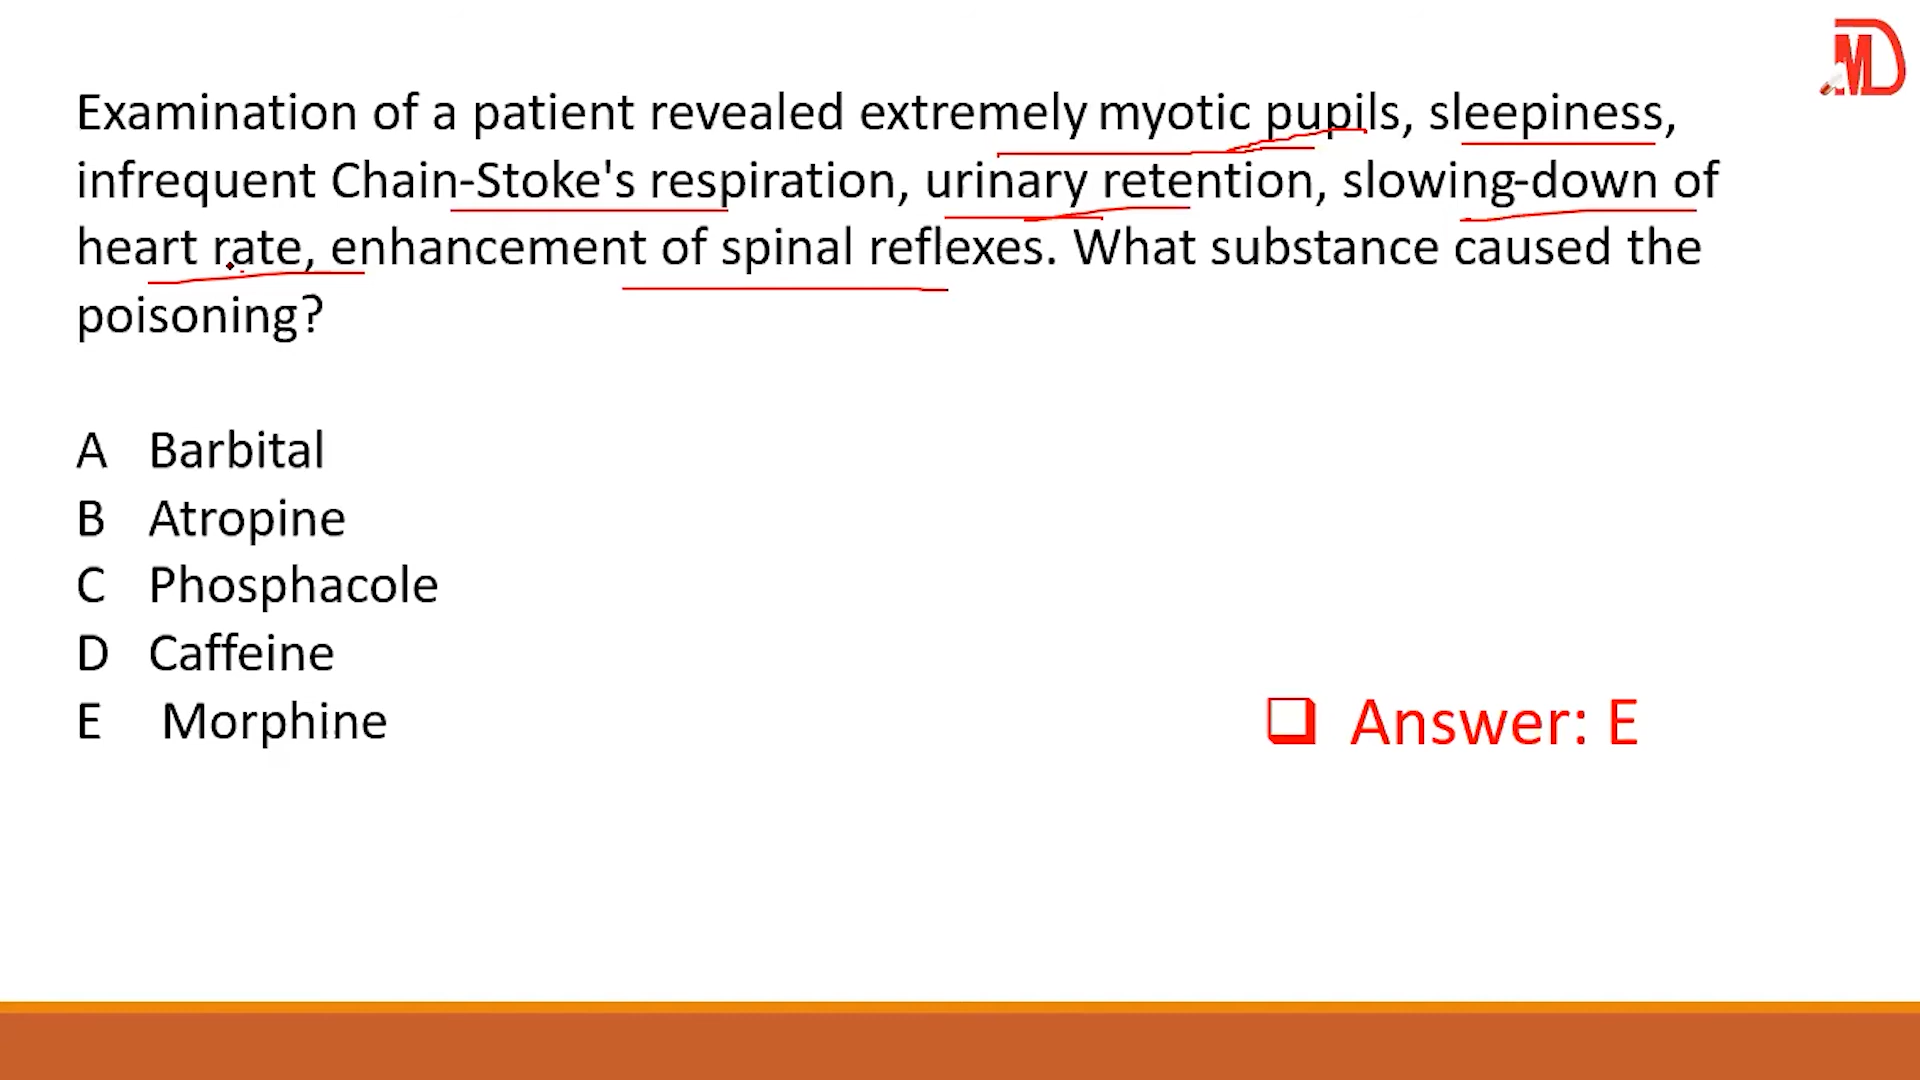 MD
Examination of a patient revealed extremely myotic pupils, sleepiness,
infrequent Chain-Stoke's respiration, urinary retention, slowing-down of
heart rate, enhancement of spinal reflexes. What substance caused the
poisoning?
A Barbital
B Atropine
C Phosphacole
D Caffeine
E Morphine
❑ Answer: E